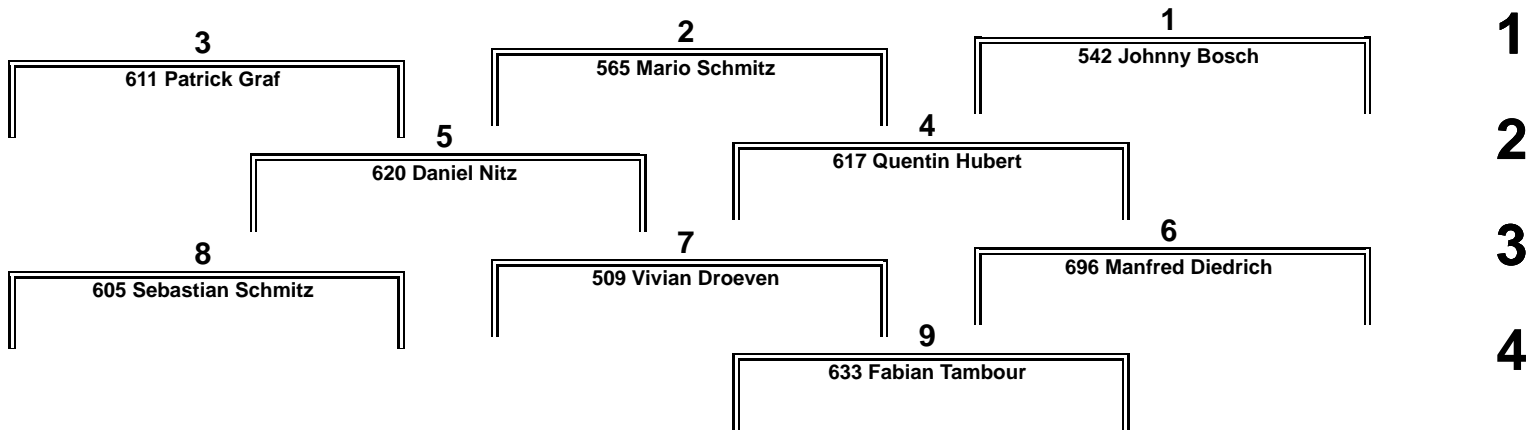 3 2 1 1
611 Patrick Graf 565 Mario Schmitz 542 Johnny Bosch
5 4 2
620 Daniel Nitz 617 Quentin Hubert
8 7 6 3
605 Sebastian Schmitz 509 Vivian Droeven 696 Manfred Diedrich
9 4
633 Fabian Tambour